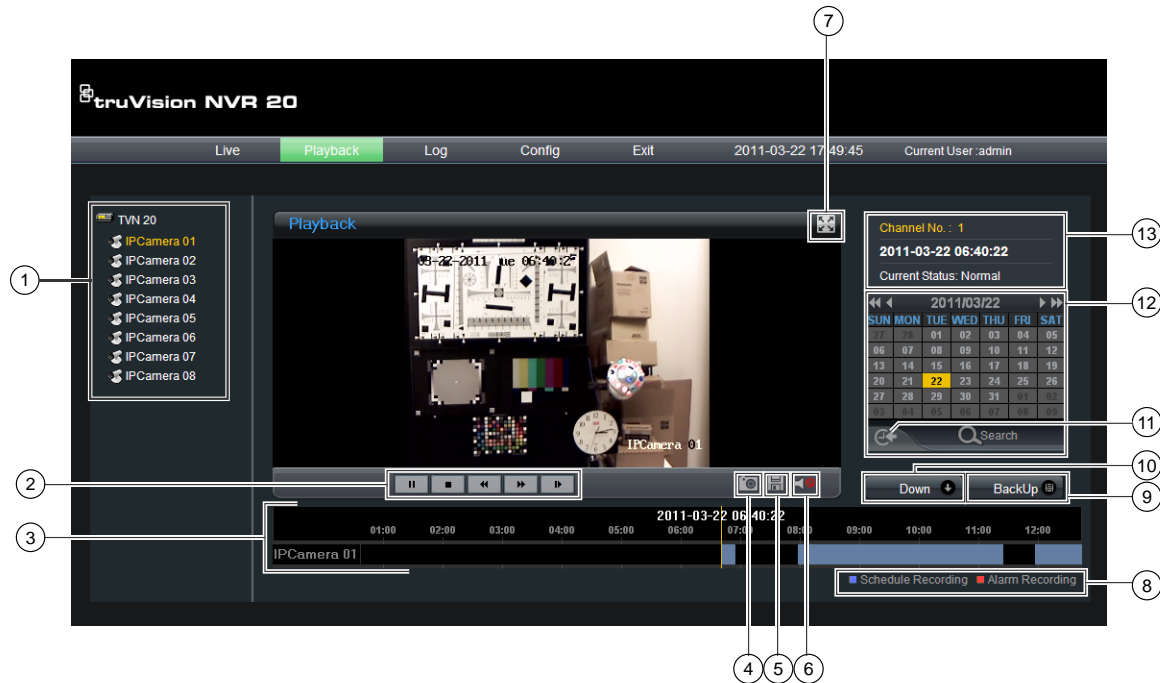 7
truVision NVR 20
Live Playback Log Config Exit 2011-03-22 17:49:45 Current User :admin
TVN 20
IPCamera 01
IPCamera 02
IPCamera 03
IPCamera 04
IPCamera 05
IPCamera 06
IPCamera 07
IPCamera 08
1
Playback
03-22-2011 ue 06:40:2
IPCamera 01
Channel No. : 1
2011-03-22 06:40:22
Current Status: Normal
13
2011/03/22
12
SUN MON TUE WED THU FRI SAT
27 28 01 02 03 04 05
06 07 08 09 10 11 12
13 14 15 16 17 18 19
20 21 22 23 24 25 26
27 28 29 30 31 01 02
03 04 05 06 07 08 09
Search
11
10
Down
BackUp
9
2
3
2011-03-22 06:40:22
01:00 02:00 03:00 04:00 05:00 06:00 07:00 08:00 09:00 10:00 11:00 12:00
IPCamera 01
Schedule Recording Alarm Recording
8
4
5
6